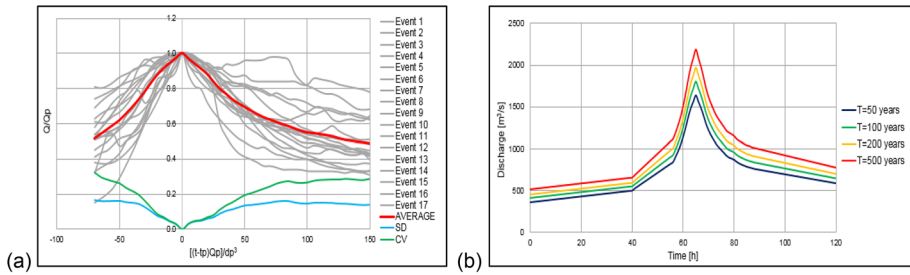 (a)
1.2
1.0
0.8
0.6
0.4
0.2
0.0
Q/Qp
-100
-50
0
50
100
150
[(t-tp)Qp]/dp³
Event 1
Event 2
Event 3
Event 4
Event 5
Event 6
Event 7
Event 8
Event 9
Event 10
Event 11
Event 12
Event 13
Event 14
Event 15
Event 16
Event 17
AVERAGE
SD
CV
(b)
2500
2000
1500
1000
500
0
Discharge [m³/s]
0
20
40
60
80
100
120
Time [h]
T=50 years
T=100 years
T=200 years
T=500 years